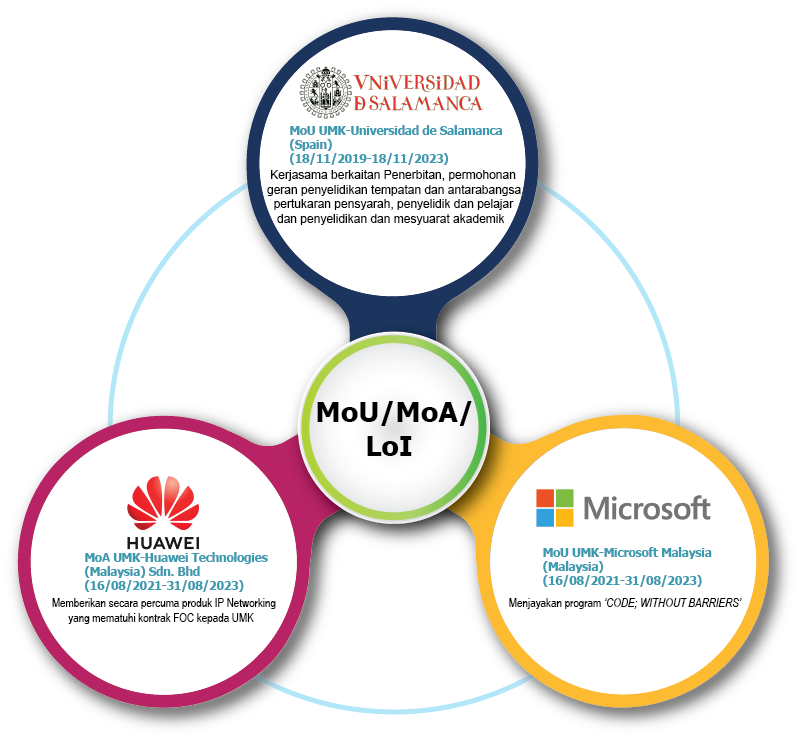 VNiVERSiDAD
D SALAMANCA
MoU UMK-Universidad de Salamanca
(Spain)
(18/11/2019-18/11/2023)
Kerjasama berkaitan Penerbitan, permohonan
geran penyelidikan tempatan dan antarabangsa
pertukaran pensyarah, penyelidik dan pelajar
dan penyelidikan dan mesyuarat akademik
MoU/MoA/
LoI
HUAWEI
MoA UMK-Huawei Technologies
(Malaysia) Sdn. Bhd
(16/08/2021-31/08/2023)
Memberikan secara percuma produk IP Networking
yang mematuhi kontrak FOC kepada UMK
Microsoft
MoU UMK-Microsoft Malaysia
(Malaysia)
(16/08/2021-31/08/2023)
Menjayakan program ‘CODE; WITHOUT BARRIERS’